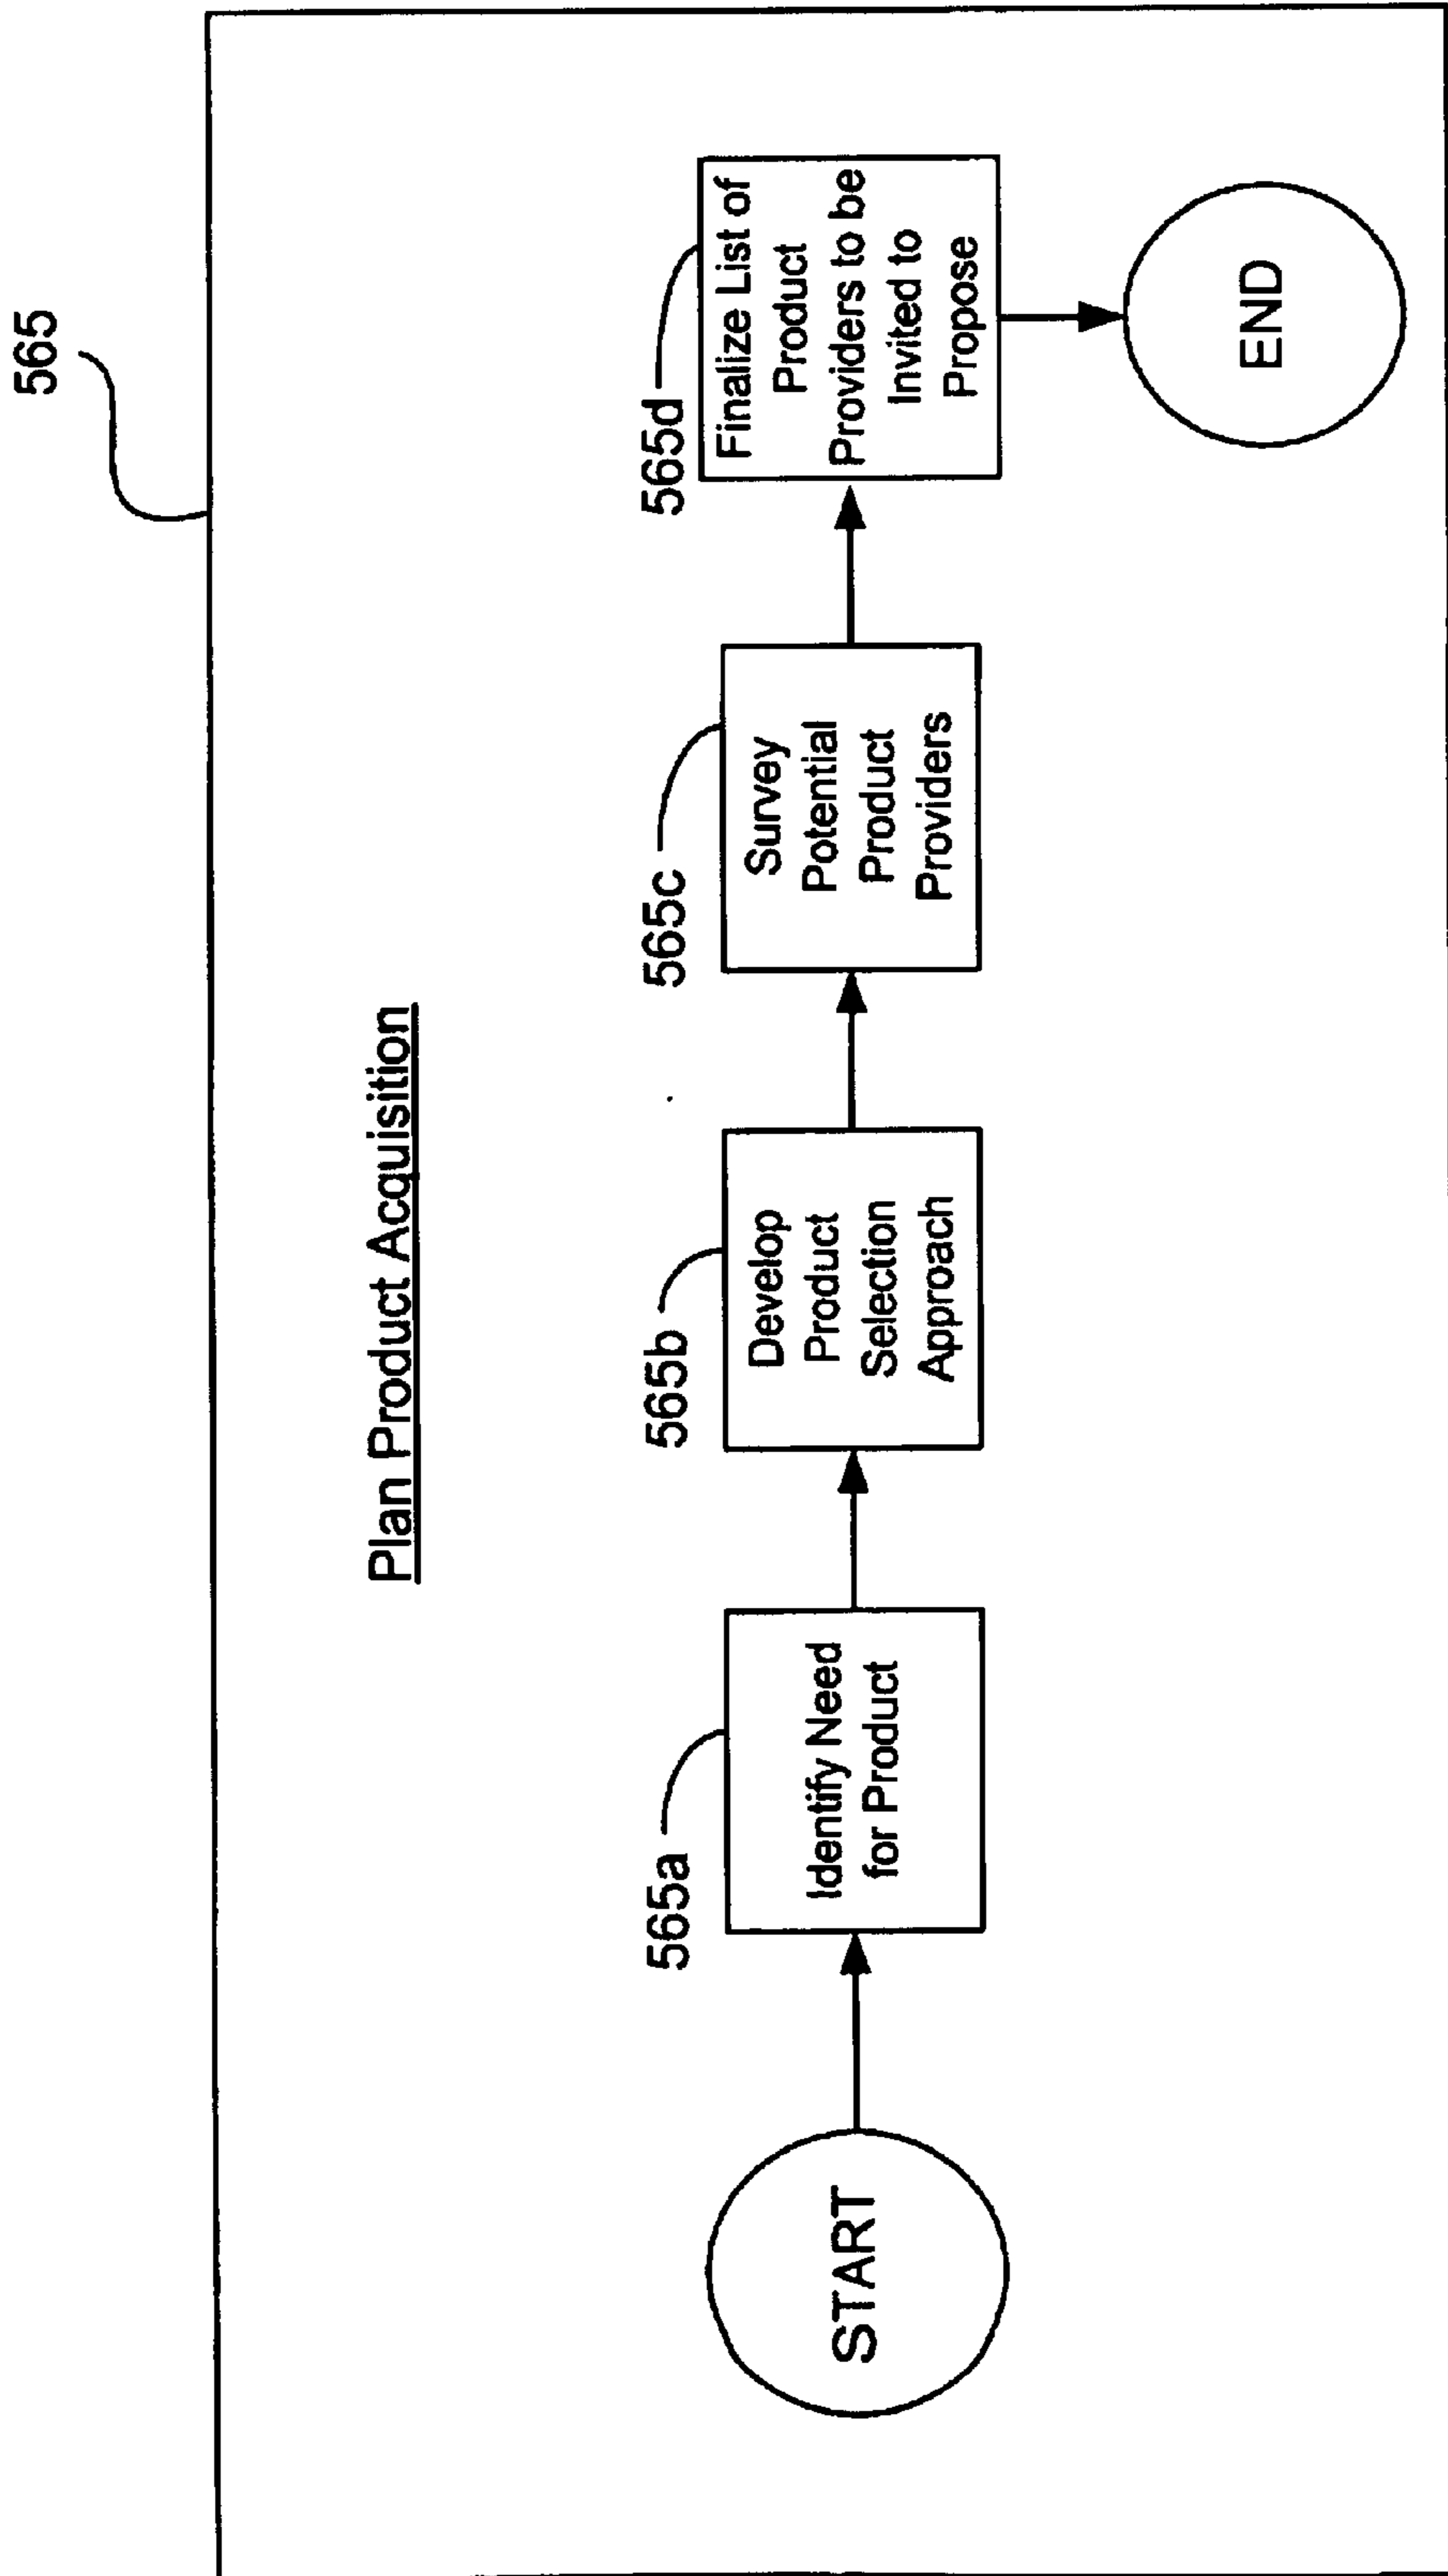 565
Plan Product Acquisition
START
565a
Identify Need
for Product
565b
Develop
Product
Selection
Approach
565c
Survey
Potential
Product
Providers
565d
Finalize List of
Product
Providers to be
Invited to
Propose
END